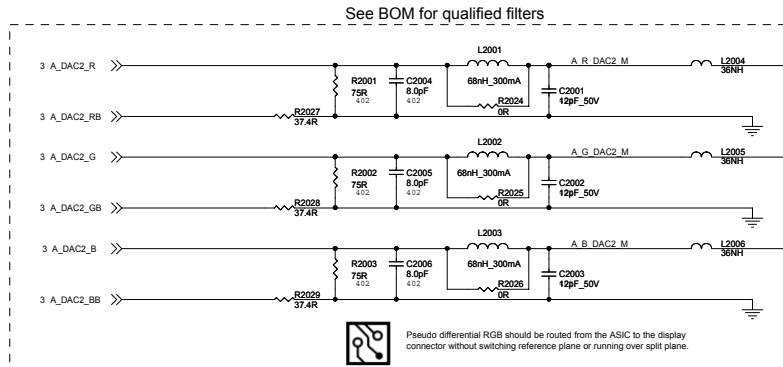 See BOM for qualified filters
3 A_DAC2_R
L2001
A_R_DAC2_M
L2004
36NH
R2001
75R
402
C2004
8.0pF
402
68nH_300mA
R2024
0R
C2001
12pF_50V
3 A_DAC2_RB
R2027
37.4R
3 A_DAC2_G
L2002
A_G_DAC2_M
L2005
36NH
R2002
75R
402
C2005
8.0pF
402
68nH_300mA
R2025
0R
C2002
12pF_50V
3 A_DAC2_GB
R2028
37.4R
3 A_DAC2_B
L2003
A_B_DAC2_M
L2006
36NH
R2003
75R
402
C2006
8.0pF
402
68nH_300mA
R2026
0R
C2003
12pF_50V
3 A_DAC2_BB
R2029
37.4R
Pseudo differential RGB should be routed from the ASIC to the display
connector without switching reference plane or running over split plane.